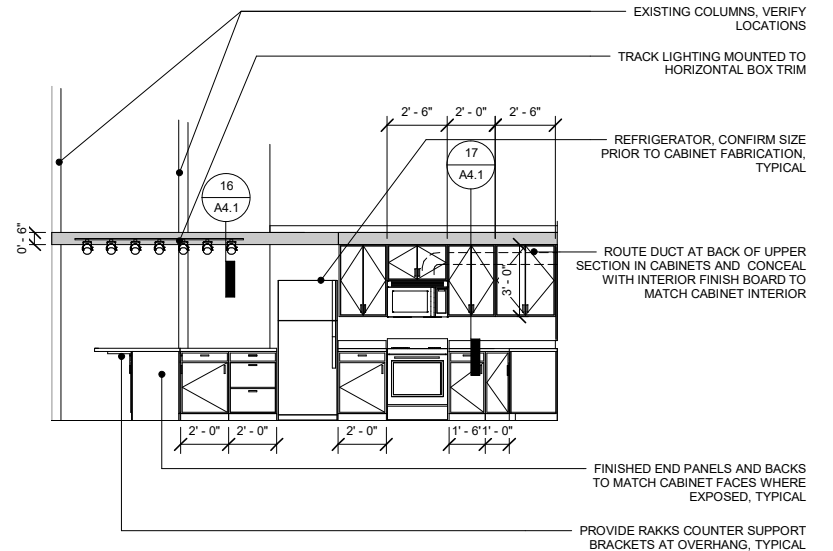 EXISTING COLUMNS, VERIFY
LOCATIONS
TRACK LIGHTING MOUNTED TO
HORIZONTAL BOX TRIM
2' - 6"
2' - 0"
2' - 6"
REFRIGERATOR, CONFIRM SIZE
PRIOR TO CABINET FABRICATION,
TYPICAL
17
A4.1
16
A4.1
0' - 6"
ROUTE DUCT AT BACK OF UPPER
SECTION IN CABINETS AND CONCEAL
WITH INTERIOR FINISH BOARD TO
MATCH CABINET INTERIOR
3' - 0"
2' - 0"
2' - 0"
2' - 0"
1' - 6"
1' - 0"
FINISHED END PANELS AND BACKS
TO MATCH CABINET FACES WHERE
EXPOSED, TYPICAL
PROVIDE RAKKS COUNTER SUPPORT
BRACKETS AT OVERHANG, TYPICAL